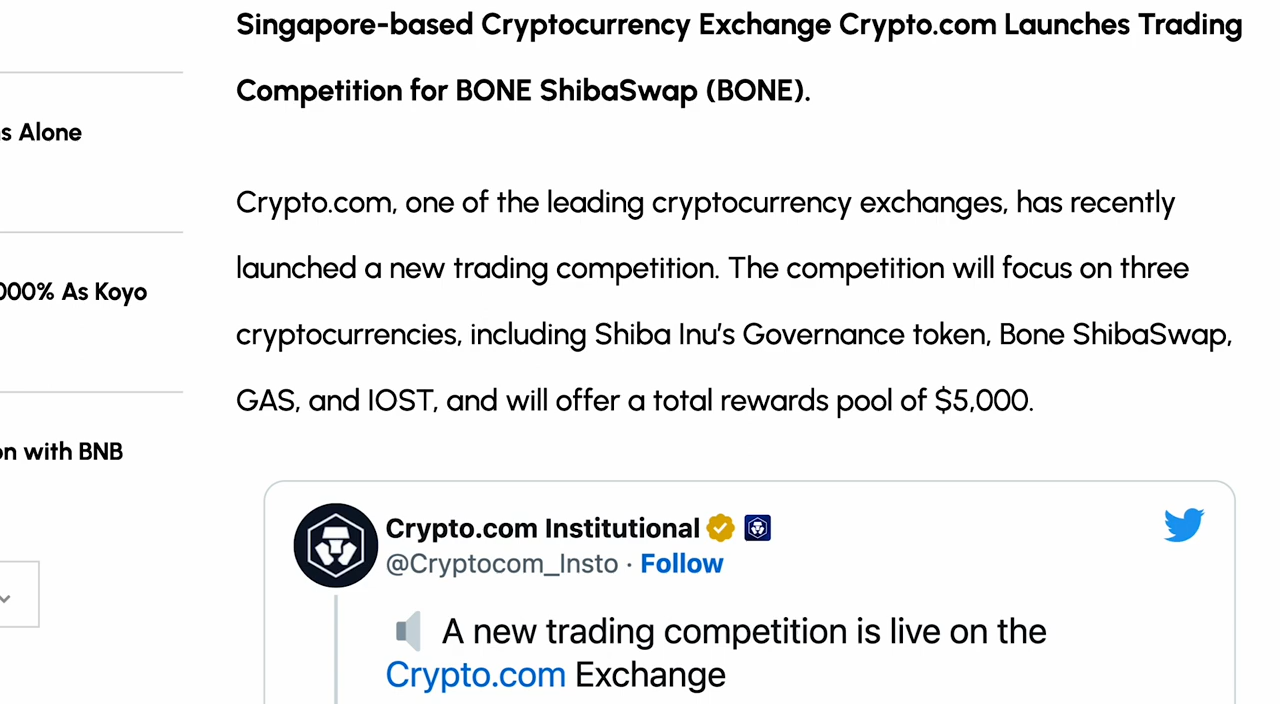 Singapore-based Cryptocurrency Exchange Crypto.com Launches Trading
Competition for BONE ShibaSwap (BONE).
s Alone
Crypto.com, one of the leading cryptocurrency exchanges, has recently
launched a new trading competition. The competition will focus on three
000% As Koyo
cryptocurrencies, including Shiba Inu's Governance token, Bone ShibaSwap,
GAS, and IOST, and will offer a total rewards pool of $5,000.
on with BNB
Crypto.com Institutional
@Cryptocom_Insto · Follow
A new trading competition is live on the
Crypto.com Exchange